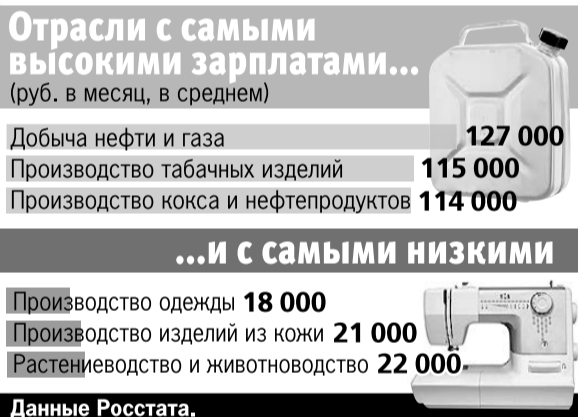 Отрасли с самыми
высокими зарплатами...
(руб. в месяц, в среднем)
Добыча нефти и газа 127 000
Производство табачных изделий 115 000
Производство кокса и нефтепродуктов 114 000
...и с самыми низкими
Производство одежды 18 000
Производство изделий из кожи 21 000
Растениеводство и животноводство 22 000
Данные Росстата.